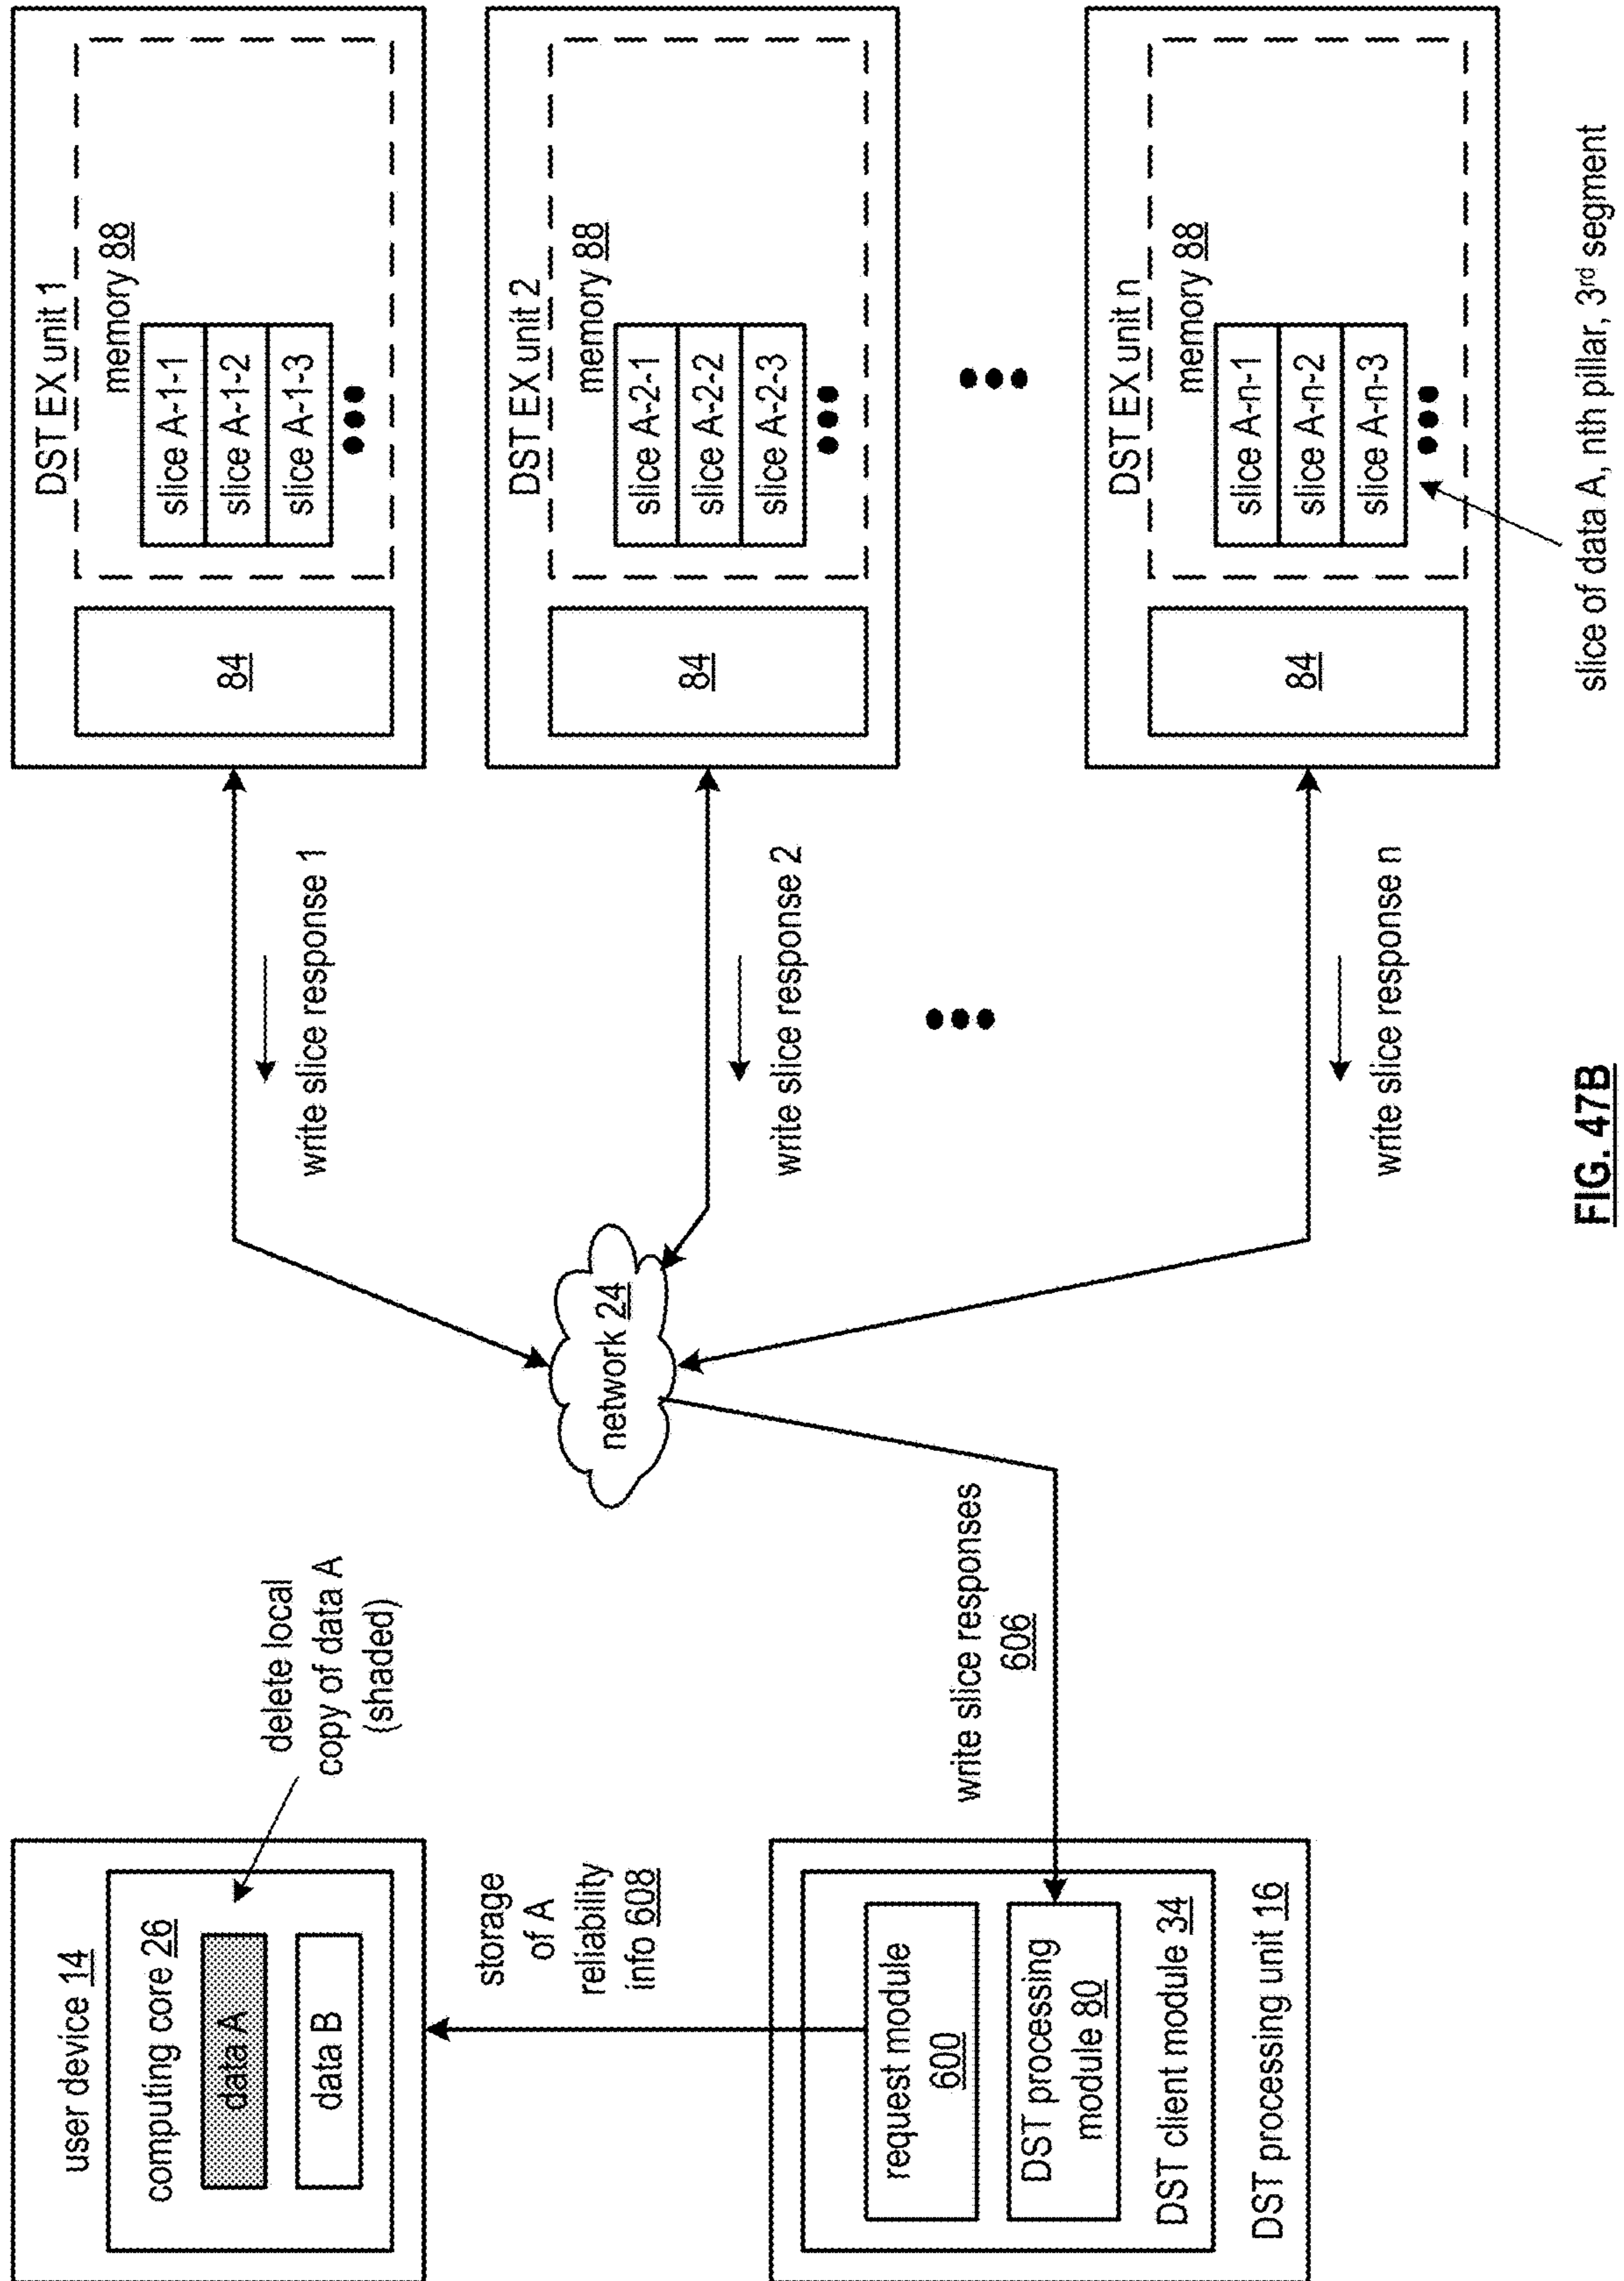 user device 14
computing core 26
data A
data B
delete local
copy of data A
(shaded)
storage
of A
reliability
info 608
request module
600
DST processing
module 80
DST client module 34
DST processing unit 16
write slice responses
606
network 24
write slice response 1
write slice response 2
write slice response n
DST EX unit 1
84
memory 88
slice A-1-1
slice A-1-2
slice A-1-3
DST EX unit 2
84
memory 88
slice A-2-1
slice A-2-2
slice A-2-3
DST EX unit n
84
memory 88
slice A-n-1
slice A-n-2
slice A-n-3
slice of data A, nth pillar, 3rd segment
FIG. 47B